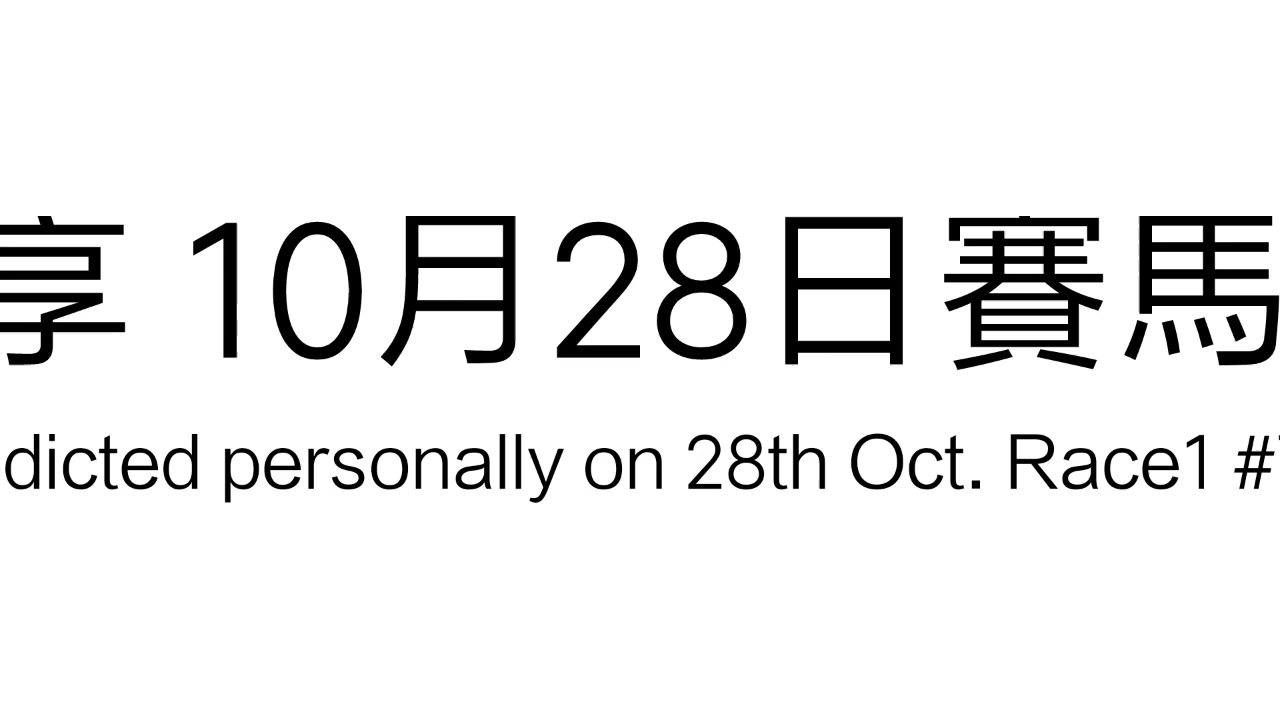 享 10月28日賽馬
dicted personally on 28th Oct. Race1 #